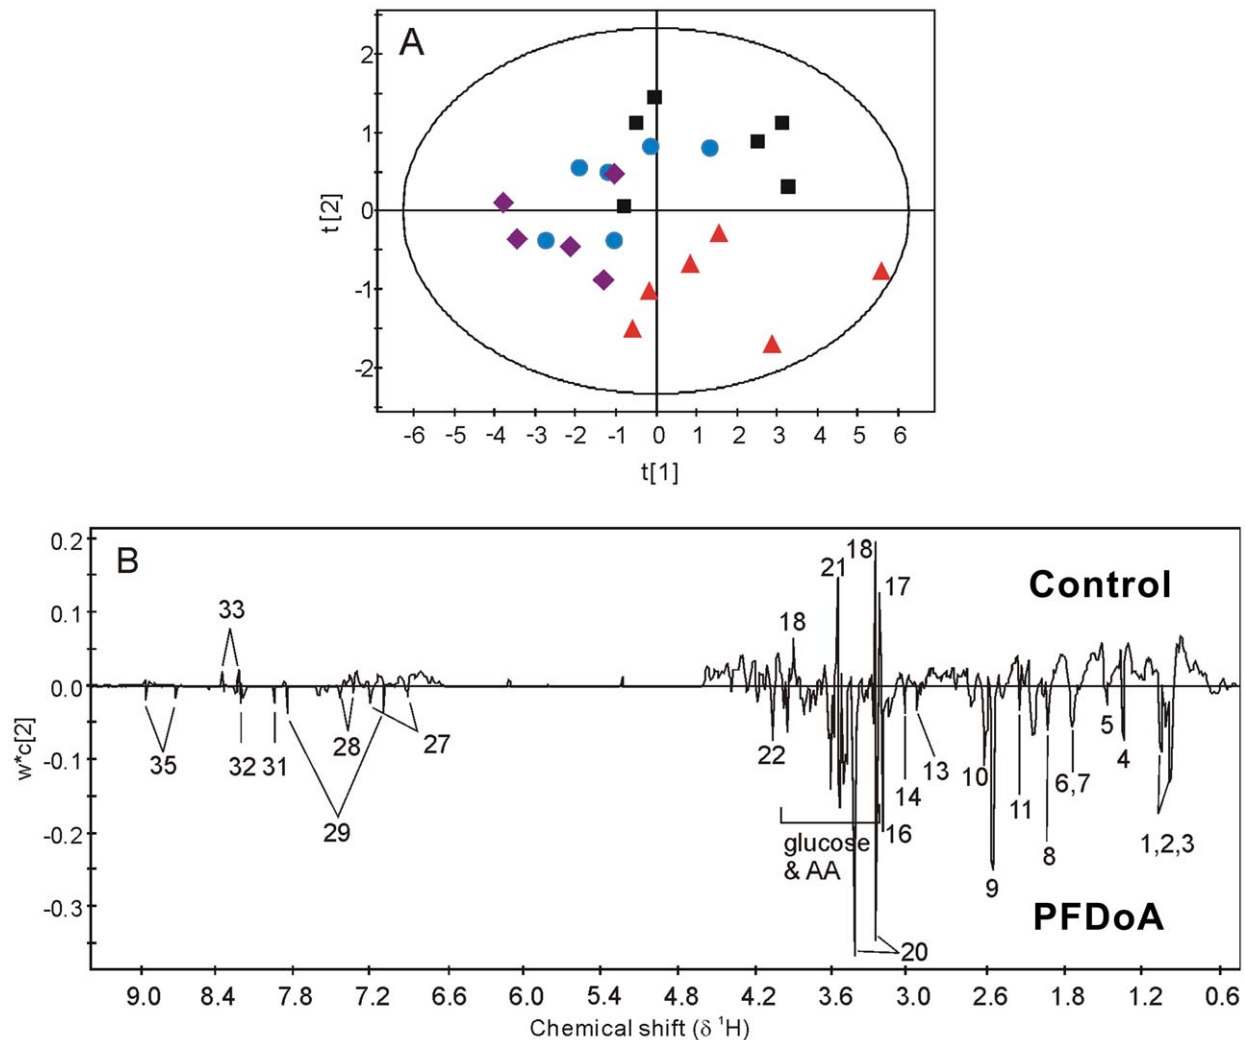 A
2
1
0
-1
-2
t[2]
-6 -5 -4 -3 -2 -1 0 1 2 3 4 5 6
t[1]
B
0.2
0.1
0.0
-0.1
-0.2
-0.3
w*c[2]
Control
18
21
17
33
18
35
32 31
28
27
29
22
14
13
10
11
6,7
5
4
16
8
1,2,3
glucose
& AA
9
PFDoA
20
9.0 8.4 7.8 7.2 6.6 6.0 5.4 4.8 4.2 3.6 3.0 2.6 1.8 1.2 0.6
Chemical shift (δ ¹H)